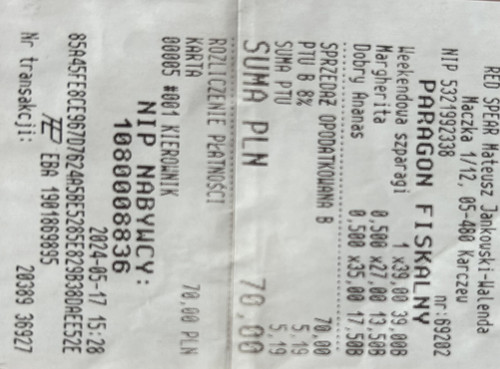 RED SPEAR Mateusz Jankowski-Walenda
Maczka 1/12, 05-480 Karczew
NIP 5321992338 nr:69202
PARAGON FISKALNY
Weekendowa szparagi 1 x39,00 39,00B
Margherita 0,500 x27,00 13,50B
Dobry Ananas 0,500 x35,00 17,50B
SPRZEDAŻ OPODATKOWANA B 70,00
PTU B 8% 5,19
SUMA PTU 5,19
SUMA PLN 70,00
ROZLICZENIE PŁATNOŚCI
KARTA 70,00 PLN
00005 #001 KIEROWNIK
NIP NABYWCY:
1080008836
2024-05-17 15:28
EBA 1901869895
Nr transakcji: 20389 36927